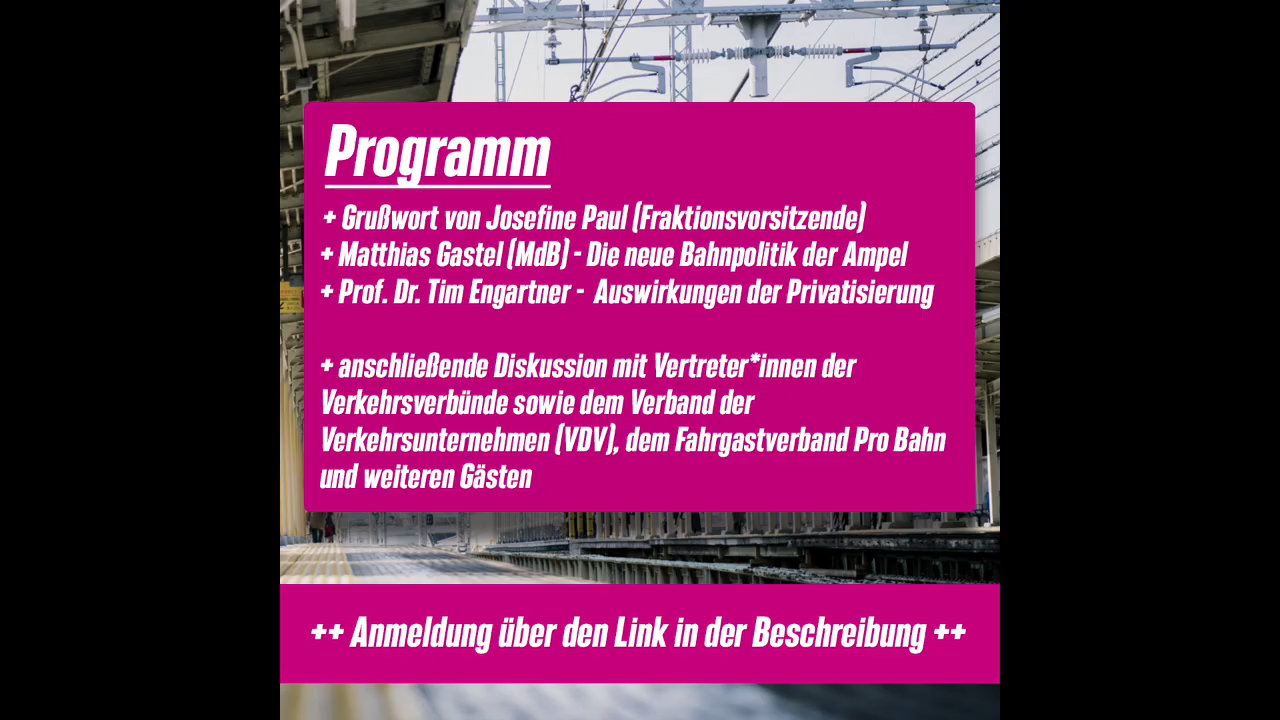 Programm
+ Grußwort von Josefine Paul (Fraktionsvorsitzende)
+ Matthias Gastel (MdB) - Die neue Bahnpolitik der Ampel
+ Prof. Dr. Tim Engartner - Auswirkungen der Privatisierung
+ anschließende Diskussion mit Vertreter*innen der
Verkehrsverbünde sowie dem Verband der
Verkehrsunternehmen (VDV), dem Fahrgastverband Pro Bahn
und weiteren Gästen
++ Anmeldung über den Link in der Beschreibung ++